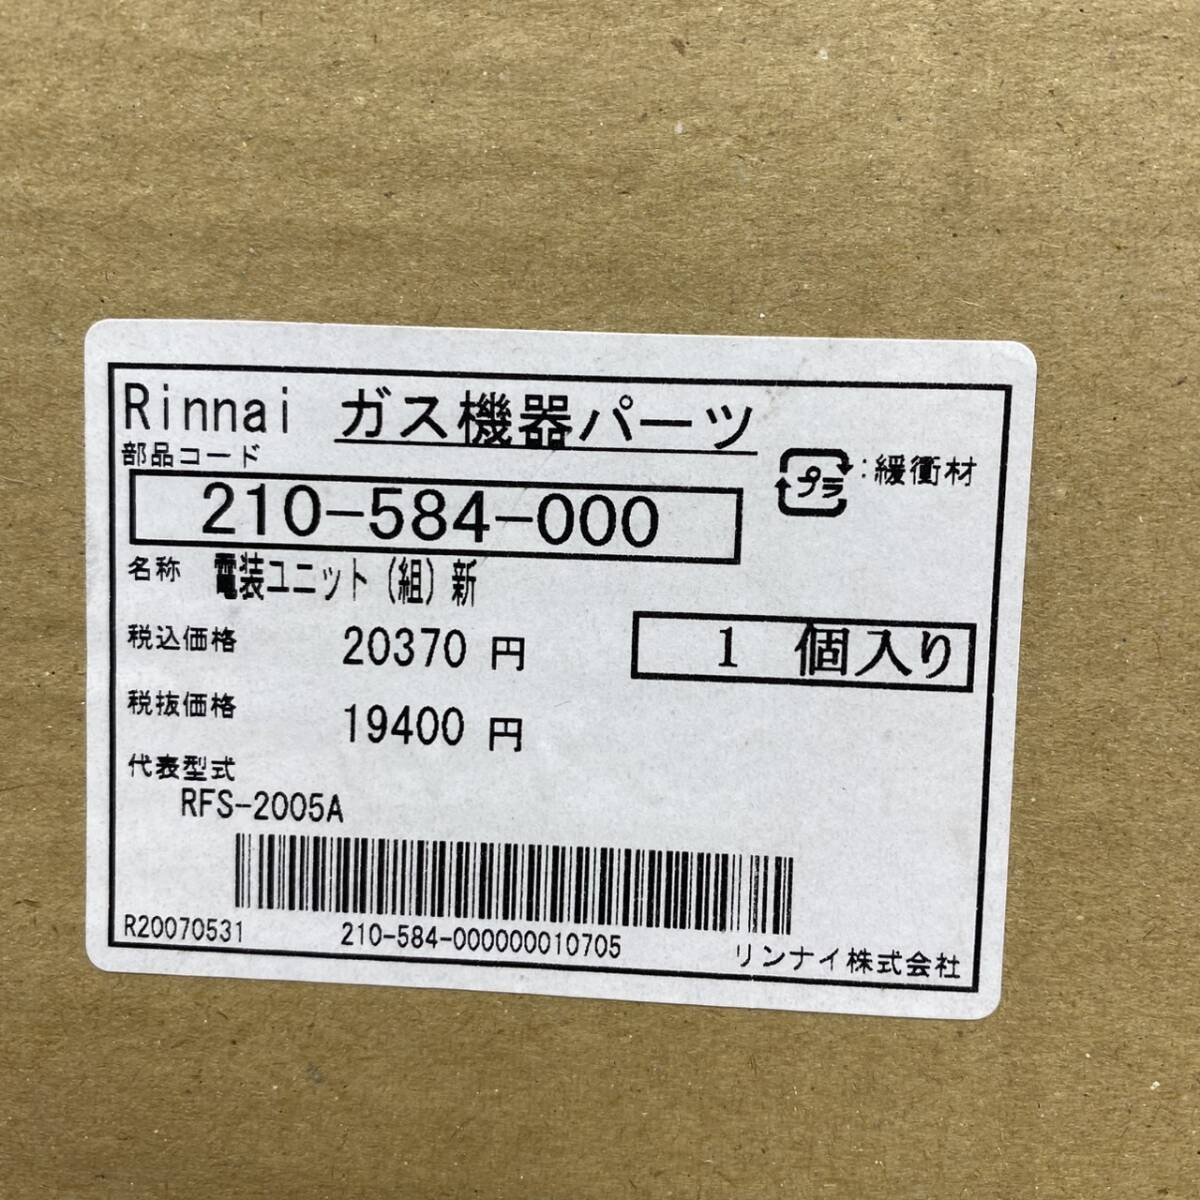 Rinnai ガス機器パーツ
部品コード
プラ :緩衝材
210-584-000
名称 電装ユニット(組)新
税込価格 20370 円
1 個入り
税抜価格 19400 円
代表型式
RFS-2005A
R20070531 210-584-000000010705 リンナイ株式会社